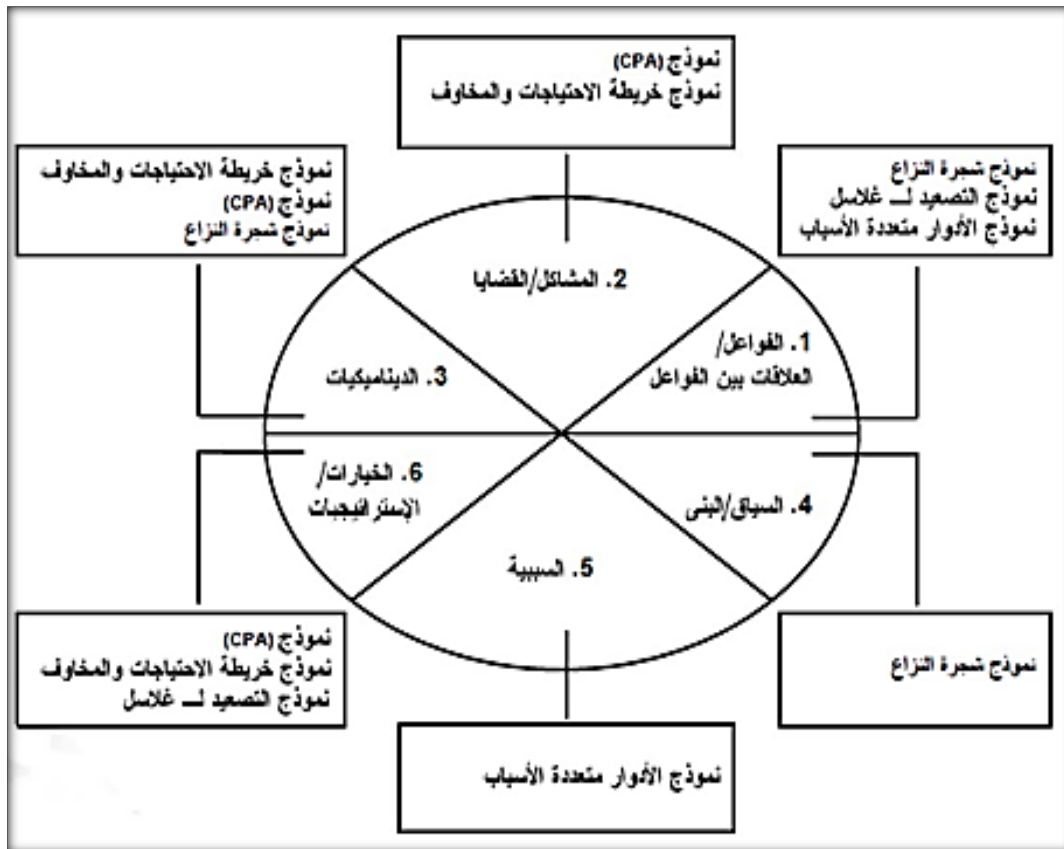 نموذج (CPA)
نموذج خريطة الاحتياجات والمخاوف
نموذج شجرة النزاع
نموذج التصعيد لــ غلاسل
نموذج الأدوار متعددة الأسباب
نموذج خريطة الاحتياجات والمخاوف
نموذج (CPA)
نموذج شجرة النزاع
2. المشاكل/القضايا
1. الفواعل/
العلاقات بين الفواعل
3. الديناميكيات
6. الخيارات/
الإستراتيجيات
4. السياق/البنى
5. السببية
نموذج شجرة النزاع
نموذج (CPA)
نموذج خريطة الاحتياجات والمخاوف
نموذج التصعيد لــ غلاسل
نموذج الأدوار متعددة الأسباب